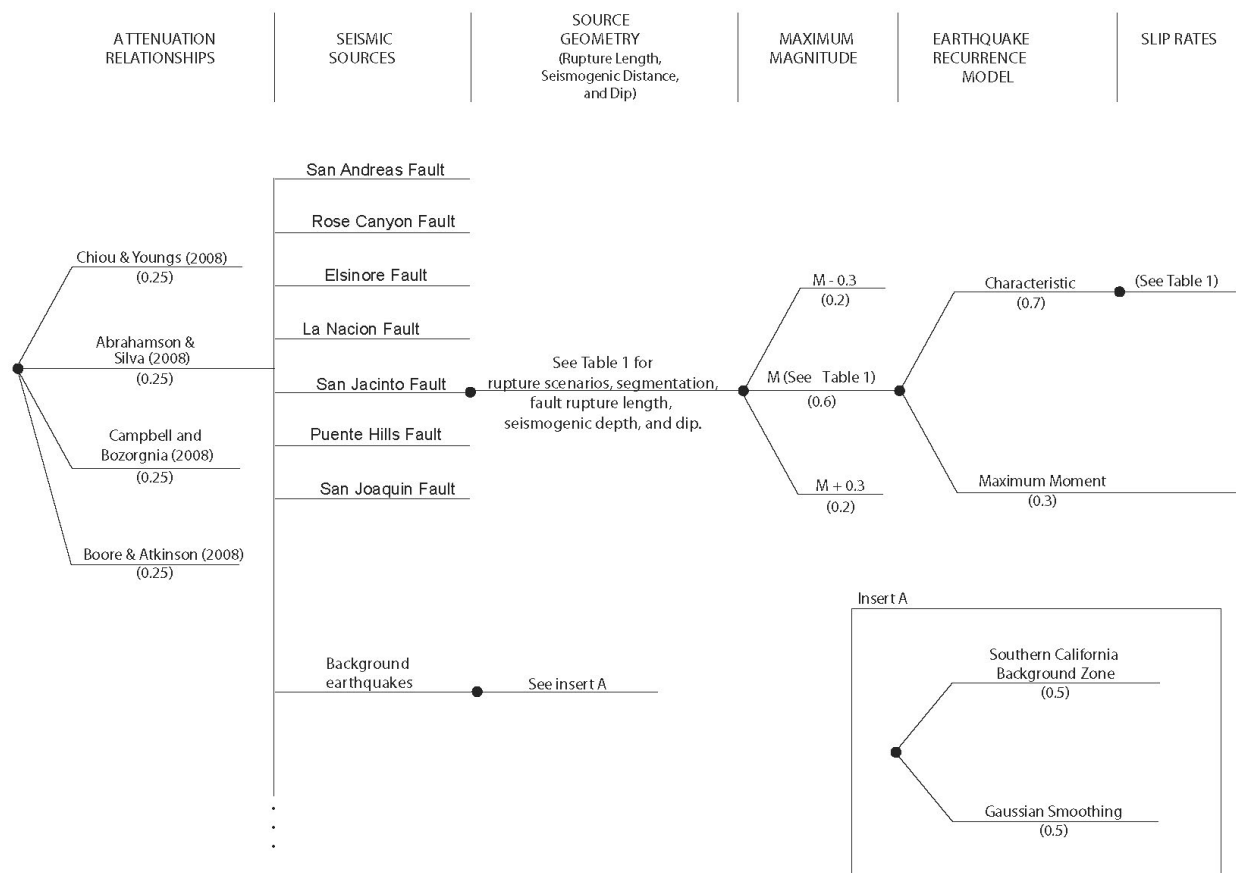 ATTENUATION
RELATIONSHIPS
SEISMIC
SOURCES
SOURCE
GEOMETRY
(Rupture Length,
Seismogenic Distance,
and Dip)
MAXIMUM
MAGNITUDE
EARTHQUAKE
RECURRENCE
MODEL
SLIP RATES
Chiou & Youngs (2008)
(0.25)
Abrahamson &
Silva (2008)
(0.25)
Campbell and
Bozorgnia (2008)
(0.25)
Boore & Atkinson (2008)
(0.25)
San Andreas Fault
Rose Canyon Fault
Elsinore Fault
La Nacion Fault
San Jacinto Fault
Puente Hills Fault
San Joaquin Fault
Background
earthquakes
See Table 1 for
rupture scenarios, segmentation,
fault rupture length,
seismogenic depth, and dip.
See insert A
M - 0.3
(0.2)
M (See Table 1)
(0.6)
M + 0.3
(0.2)
Characteristic
(0.7)
(See Table 1)
Maximum Moment
(0.3)
Insert A
Southern California
Background Zone
(0.5)
Gaussian Smoothing
(0.5)